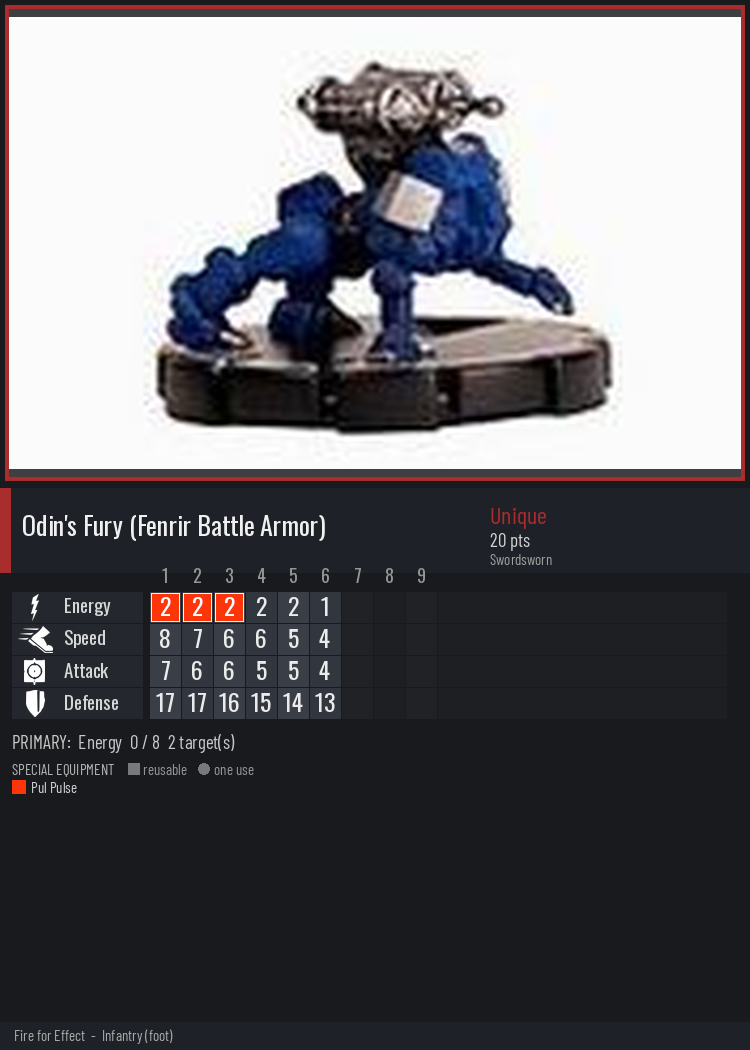 Odin's Fury (Fenrir Battle Armor)
Unique
20 pts
Swordsworn
1 2 3 4 5 6 7 8 9
Energy 2 2 2 2 2 1
Speed 8 7 6 6 5 4
Attack 7 6 6 5 5 4
Defense 17 17 16 15 14 13
PRIMARY: Energy 0 / 8 2 target(s)
SPECIAL EQUIPMENT reusable one use
Pul Pulse
Fire for Effect - Infantry (foot)